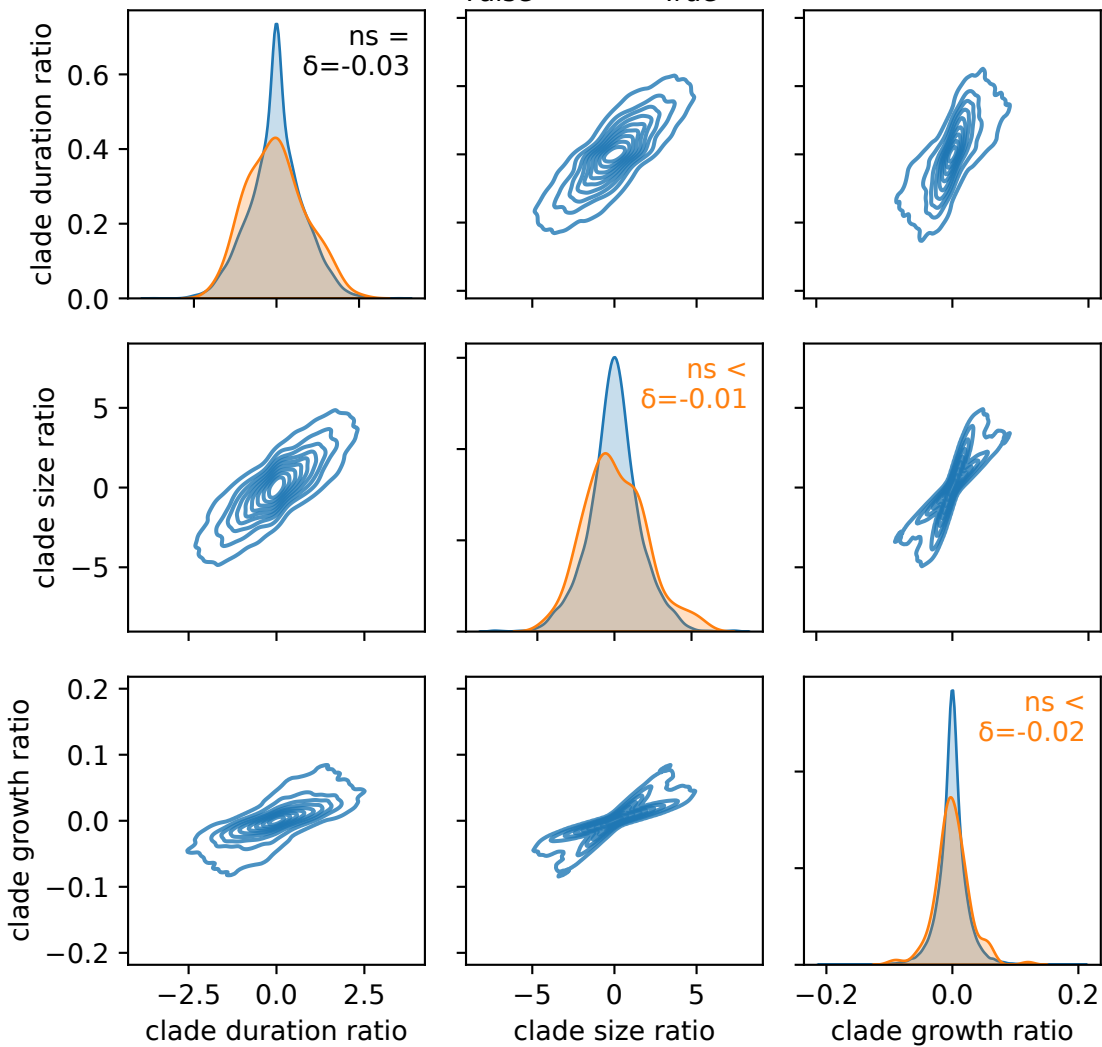 ns =
δ=-0.03
clade duration ratio
0.6
0.4
0.2
0.0
ns <
δ=-0.01
clade size ratio
5
0
−5
ns <
δ=-0.02
clade growth ratio
0.2
0.1
0.0
−0.1
−0.2
−2.5 0.0 2.5
−5 0 5
−0.2 0.0 0.2
clade duration ratio
clade size ratio
clade growth ratio